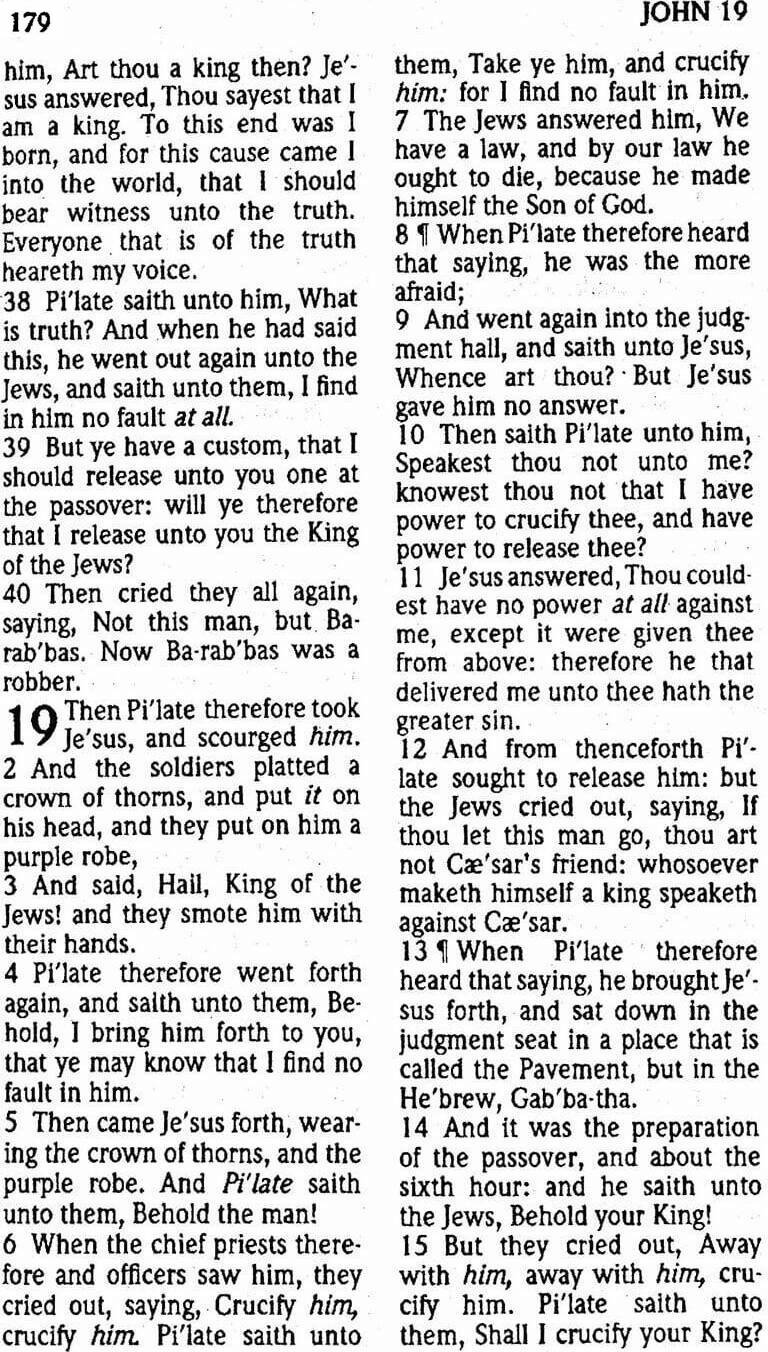 179
JOHN 19
him, Art thou a king then? Je′-
sus answered, Thou sayest that I
am a king. To this end was I
born, and for this cause came I
into the world, that I should
bear witness unto the truth.
Everyone that is of the truth
heareth my voice.
38 Pi′late saith unto him, What
is truth? And when he had said
this, he went out again unto the
Jews, and saith unto them, I find
in him no fault at all.
39 But ye have a custom, that I
should release unto you one at
the passover: will ye therefore
that I release unto you the King
of the Jews?
40 Then cried they all again,
saying, Not this man, but Ba-
rab′bas. Now Ba-rab′bas was a
robber.
19 Then Pi′late therefore took
Je′sus, and scourged him.
2 And the soldiers platted a
crown of thorns, and put it on
his head, and they put on him a
purple robe,
3 And said, Hail, King of the
Jews! and they smote him with
their hands.
4 Pi′late therefore went forth
again, and saith unto them, Be-
hold, I bring him forth to you,
that ye may know that I find no
fault in him.
5 Then came Je′sus forth, wear-
ing the crown of thorns, and the
purple robe. And Pi′late saith
unto them, Behold the man!
6 When the chief priests there-
fore and officers saw him, they
cried out, saying, Crucify him,
crucify him. Pi′late saith unto
them, Take ye him, and crucify
him: for I find no fault in him.
7 The Jews answered him, We
have a law, and by our law he
ought to die, because he made
himself the Son of God.
8 ¶ When Pi′late therefore heard
that saying, he was the more
afraid;
9 And went again into the judg-
ment hall, and saith unto Je′sus,
Whence art thou? But Je′sus
gave him no answer.
10 Then saith Pi′late unto him,
Speakest thou not unto me?
knowest thou not that I have
power to crucify thee, and have
power to release thee?
11 Je′sus answered, Thou could-
est have no power at all against
me, except it were given thee
from above: therefore he that
delivered me unto thee hath the
greater sin.
12 And from thenceforth Pi′-
late sought to release him: but
the Jews cried out, saying, If
thou let this man go, thou art
not Cæ′sar's friend: whosoever
maketh himself a king speaketh
against Cæ′sar.
13 ¶ When Pi′late therefore
heard that saying, he brought Je′-
sus forth, and sat down in the
judgment seat in a place that is
called the Pavement, but in the
He′brew, Gab′ba-tha.
14 And it was the preparation
of the passover, and about the
sixth hour: and he saith unto
the Jews, Behold your King!
15 But they cried out, Away
with him, away with him, cru-
cify him. Pi′late saith unto
them, Shall I crucify your King?